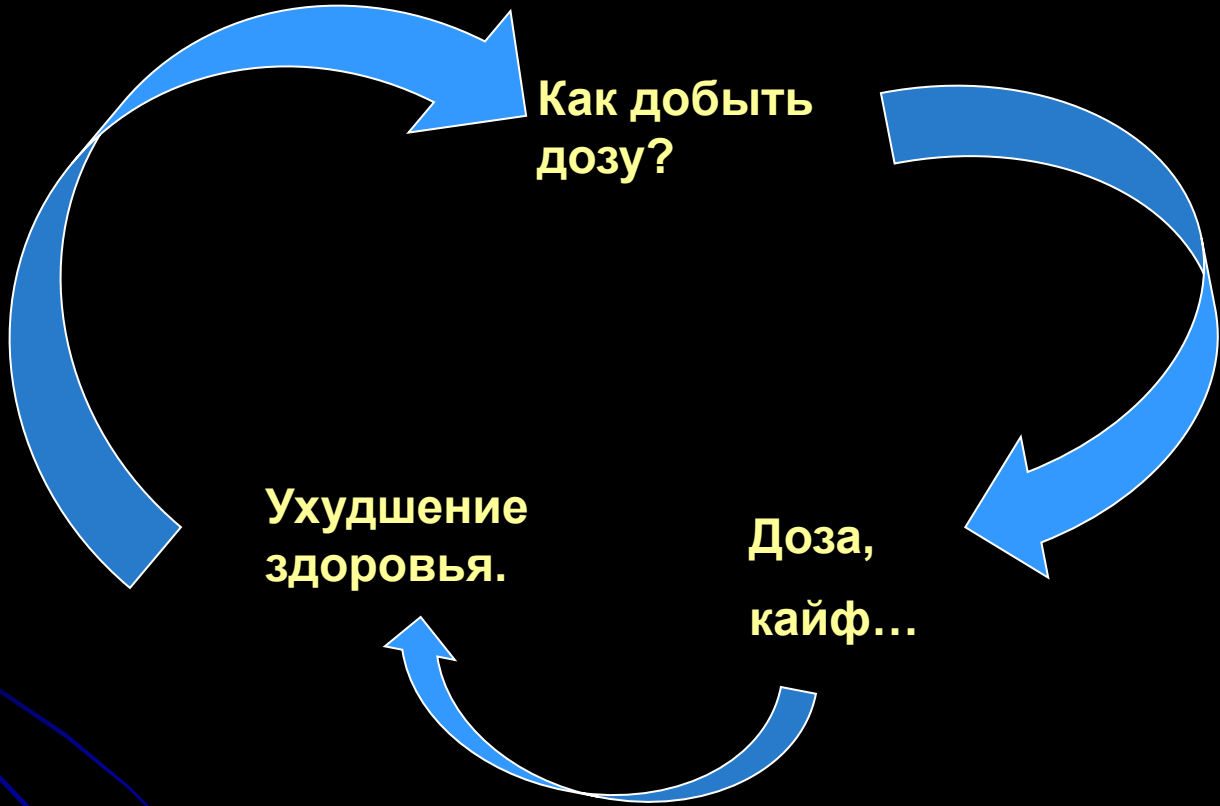 Как добыть
дозу?
Ухудшение
здоровья.
Доза,
кайф…